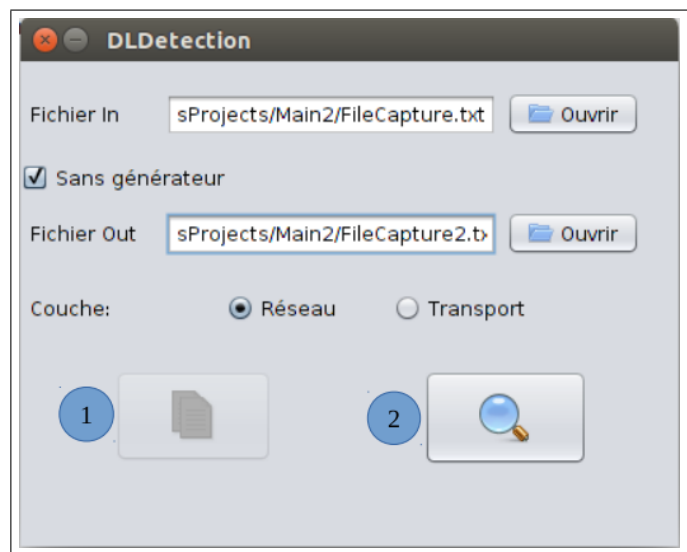 DLDetection
Fichier In sProjects/Main2/FileCapture.txt Ouvrir
Sans générateur
Fichier Out sProjects/Main2/FileCapture2.tx Ouvrir
Couche: Réseau Transport
1 2